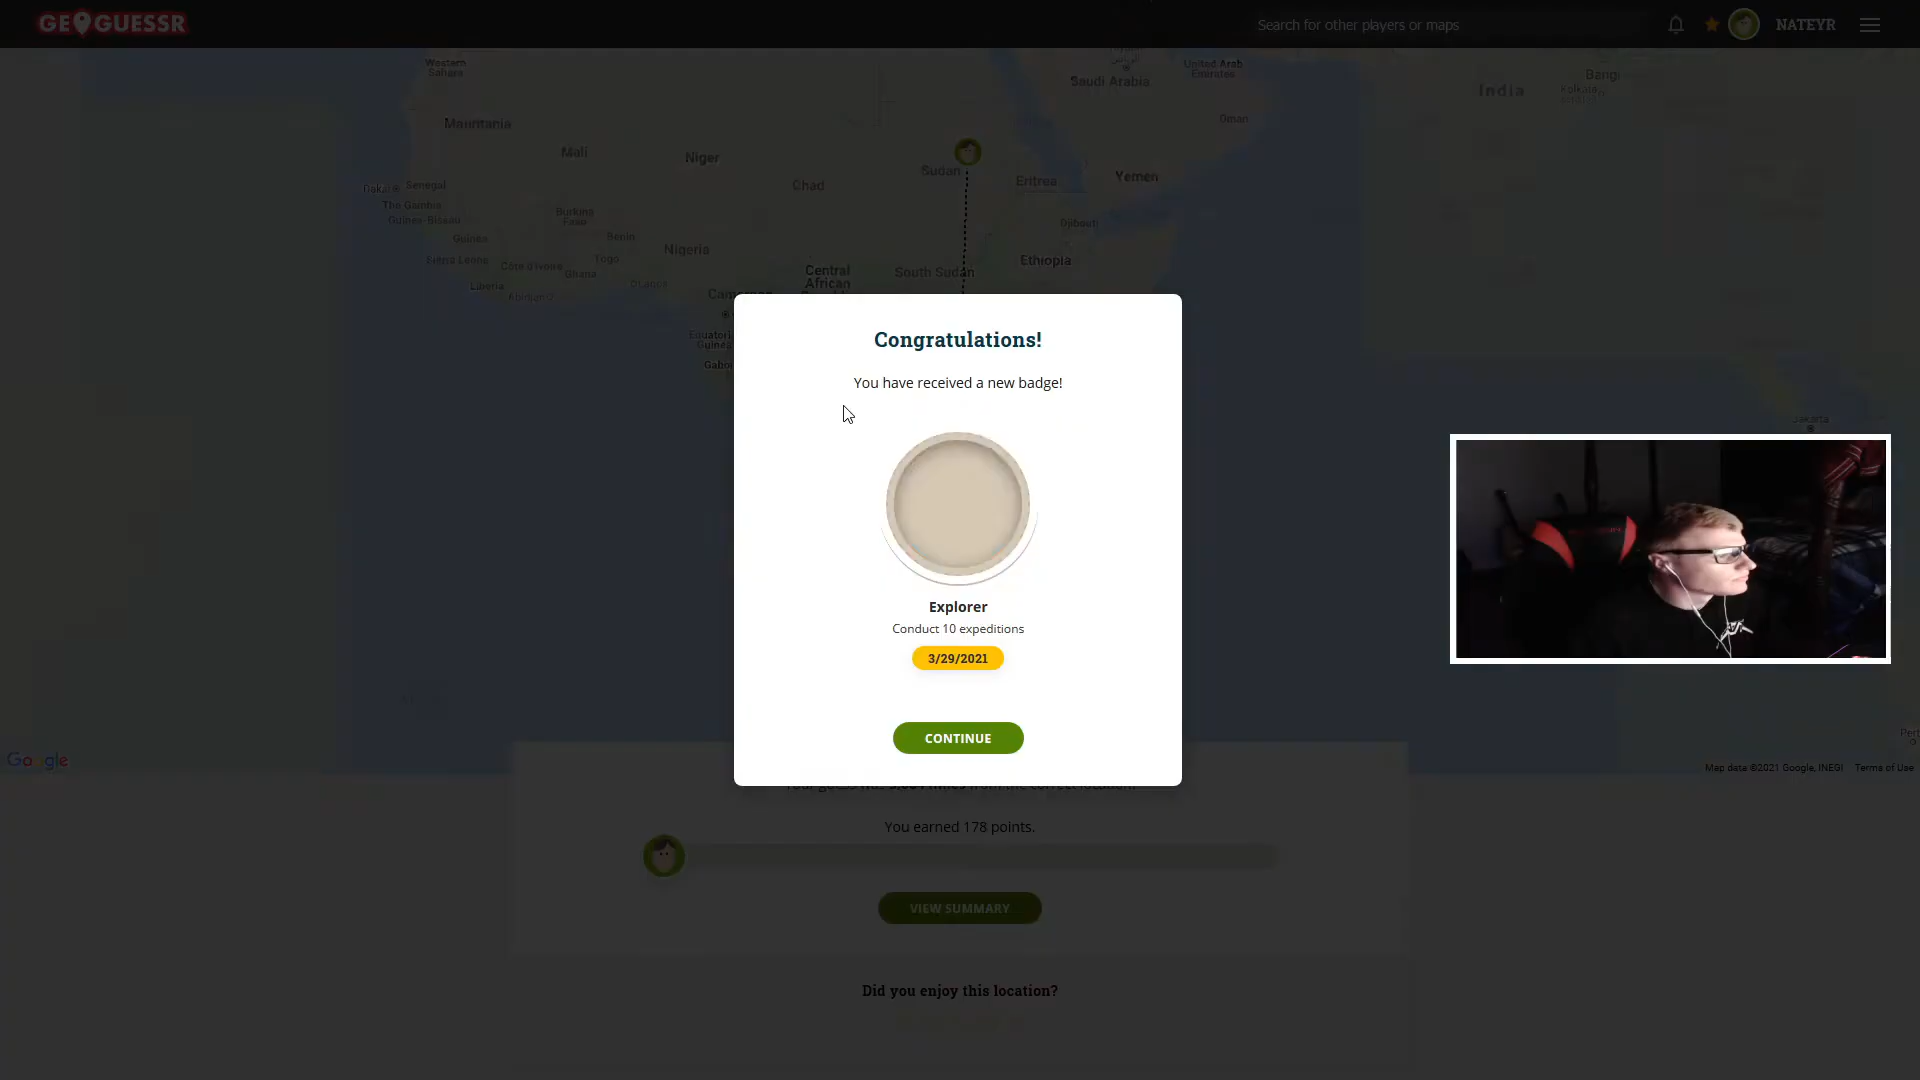 GEOGUESSR
Search for other players or maps
NATEYR
Western
Sahara
Saudi Arabia
United Arab
Emirates
India
Oman
Mauritania
Mali
Niger
Chad
Sudan
Eritrea
Yemen
Dakar
Senegal
The Gambia
Guinea-Bissau
Burkina
Faso
Guinea
Benin
Djibouti
Nigeria
Sierra Leone
Côte d'Ivoire
Togo
Ghana
Liberia
Central
African
South Sudan
Ethiopia
Congratulations!
You have received a new badge!
Explorer
Conduct 10 expeditions
3/29/2021
CONTINUE
Jakarta
Google
Map data ©2021 Google, INEGI
Terms of Use
You earned 178 points.
VIEW SUMMARY
Did you enjoy this location?